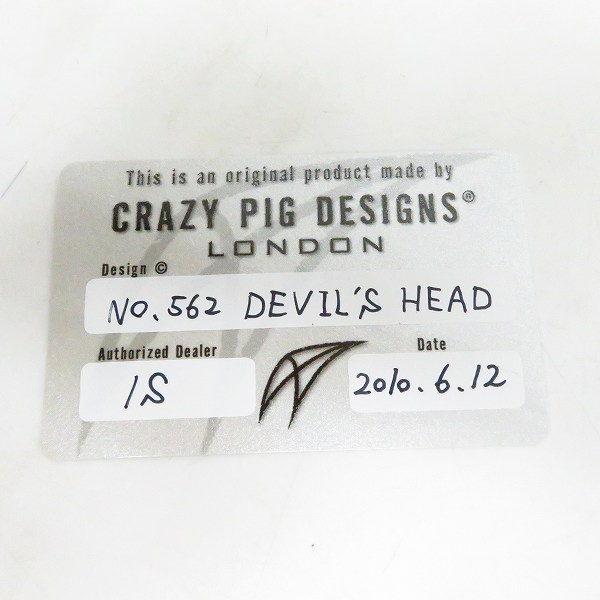 This is an original product made by
CRAZY PIG DESIGNS®
LONDON
Design ©
NO. 562 DEVIL'S HEAD
Authorized Dealer
IS
Date
2010. 6. 12